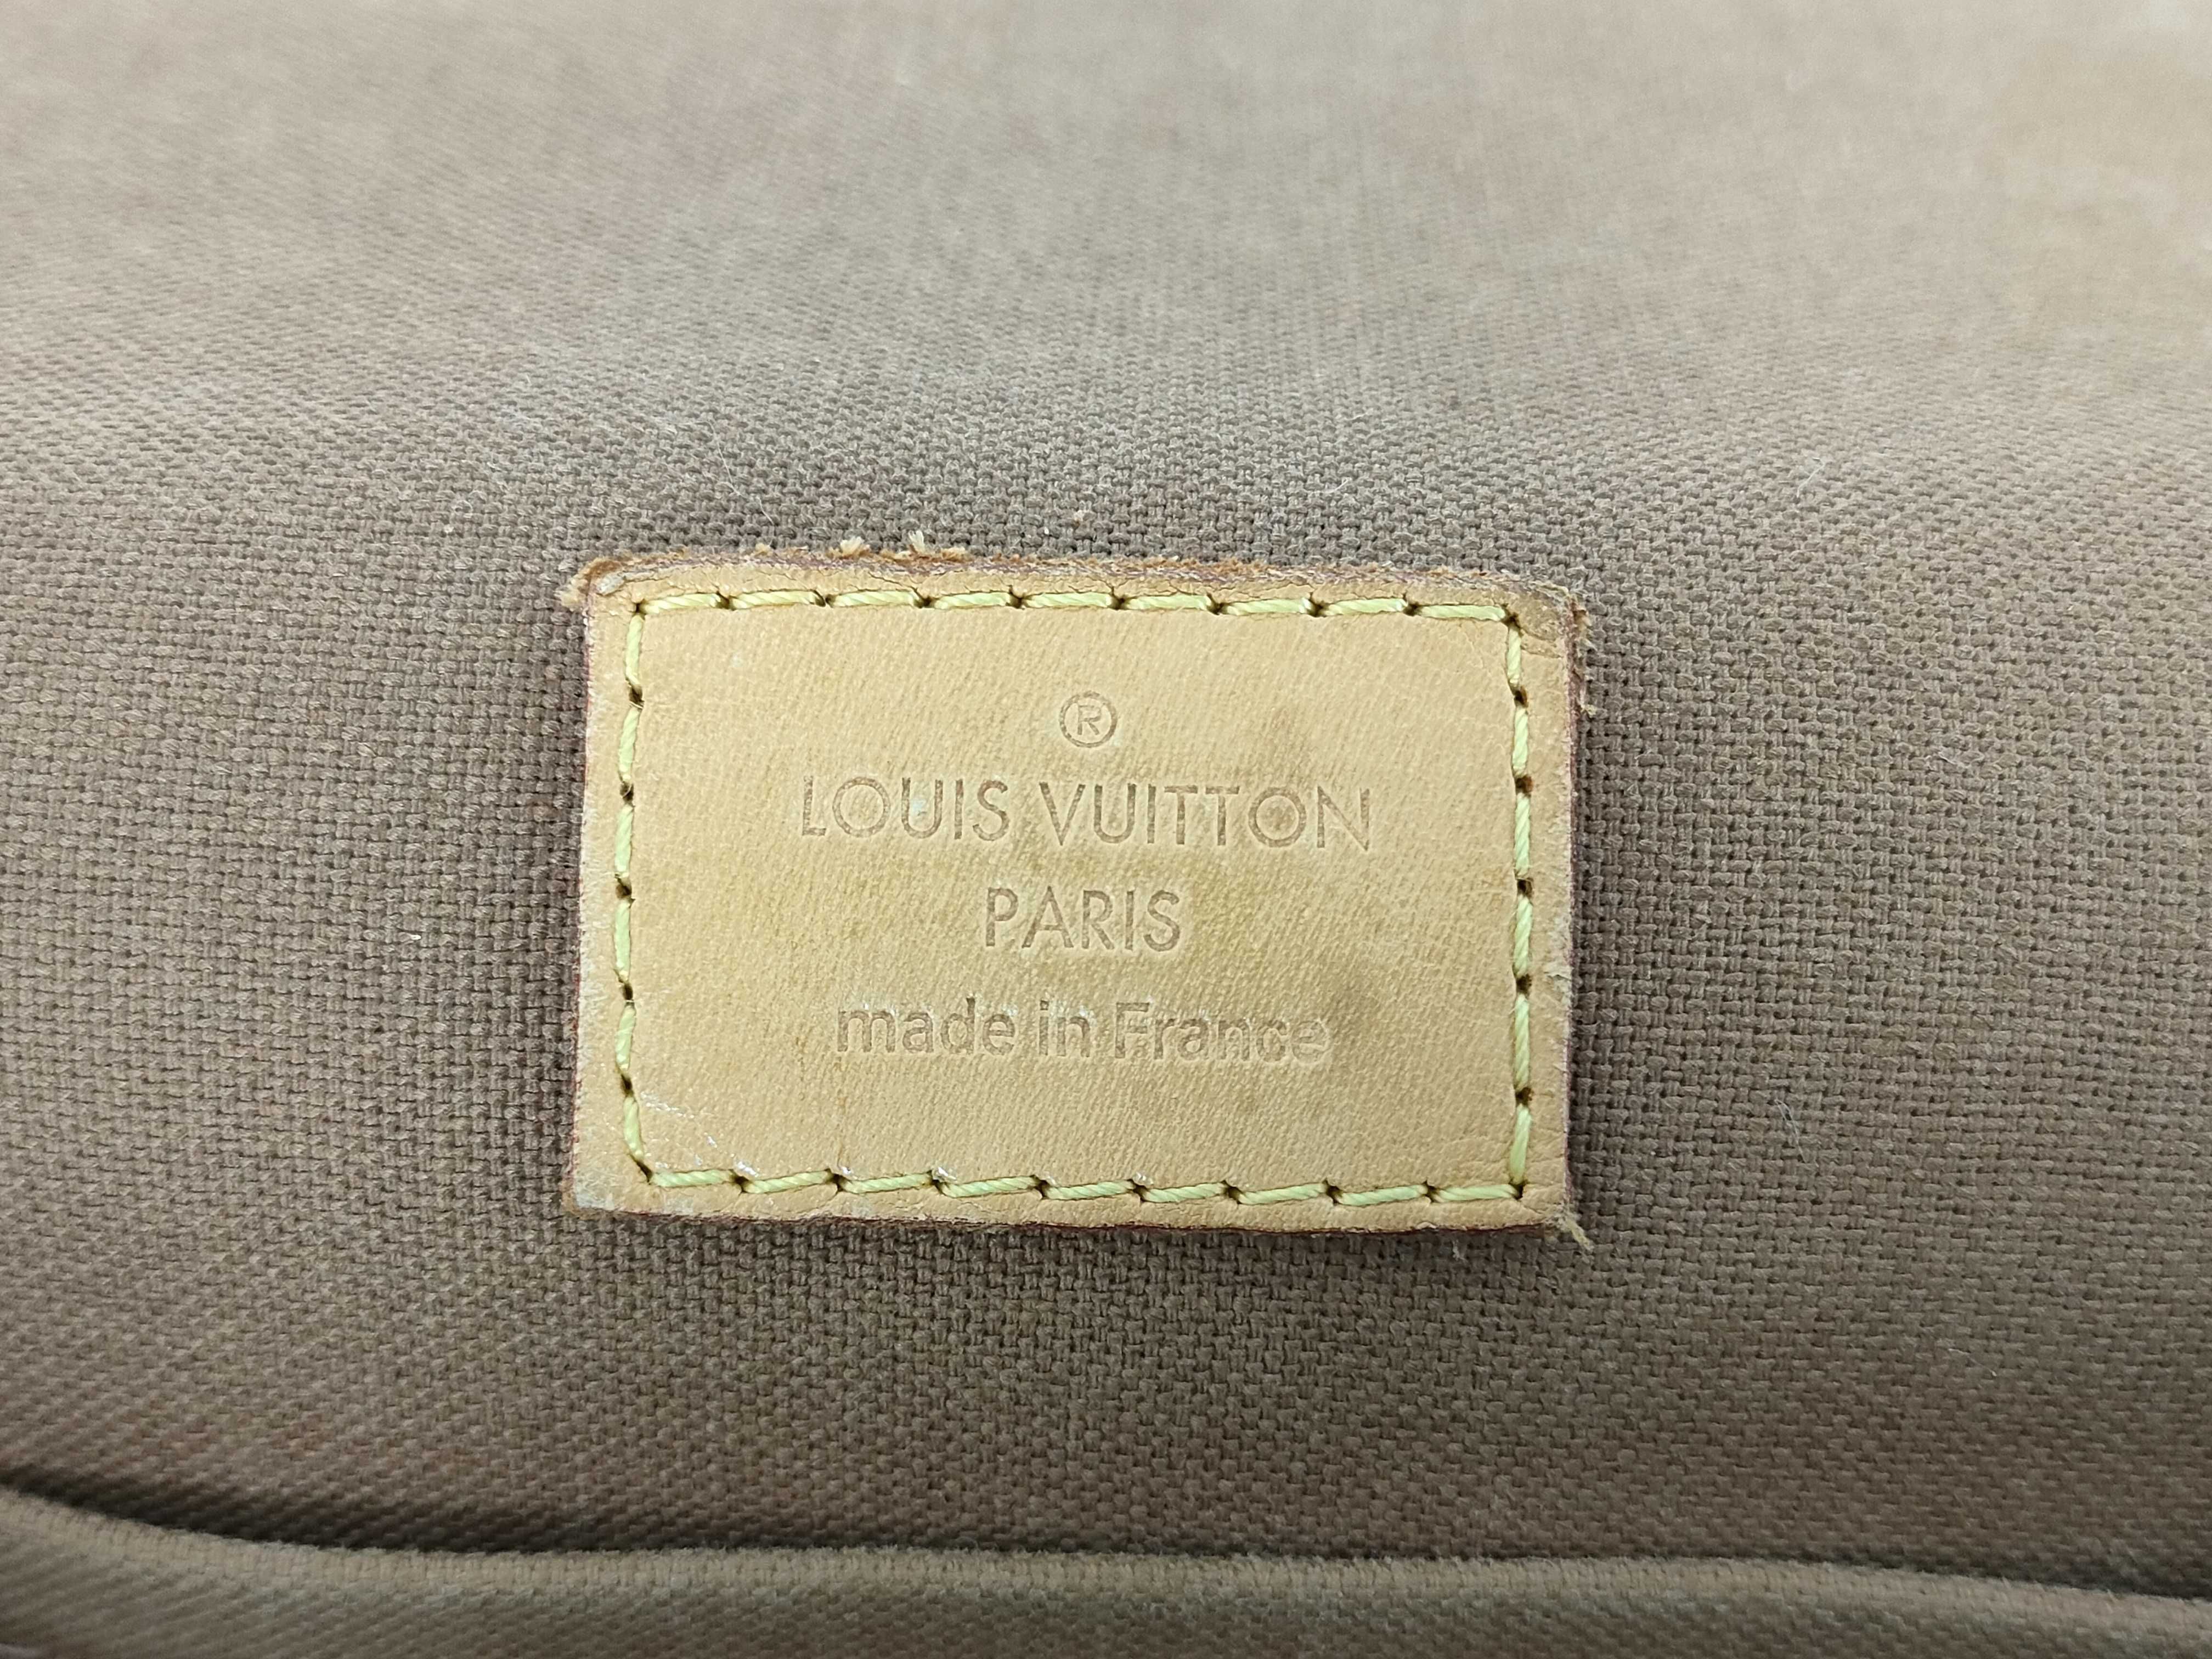 ®
LOUIS VUITTON
PARIS
made in France